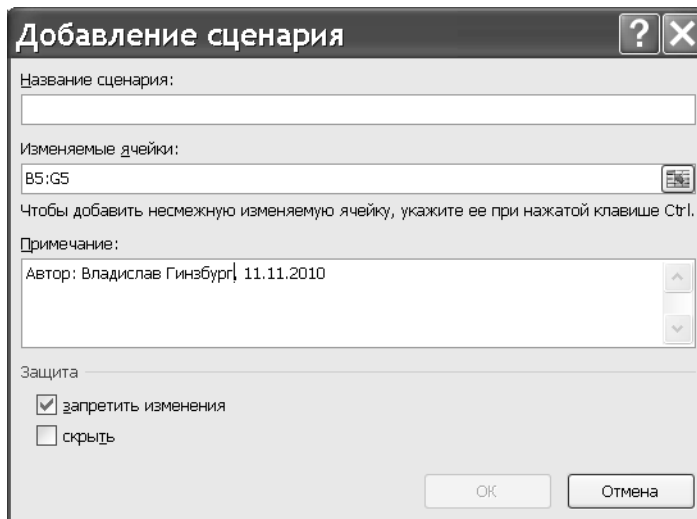 Добавление сценария
Название сценария:
Изменяемые ячейки:
B5:G5
Чтобы добавить несмежную изменяемую ячейку, укажите ее при нажатой клавише Ctrl.
Примечание:
Автор: Владислав Гинзбург, 11.11.2010
Защита
запретить изменения
скрыть
ОК
Отмена